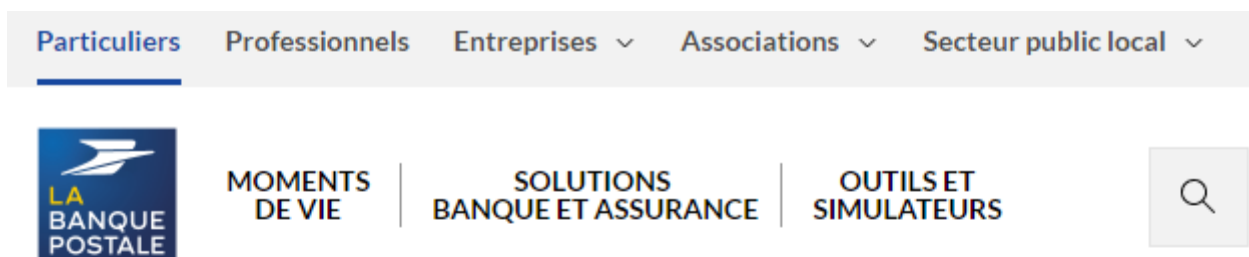 Particuliers Professionnels Entreprises Associations Secteur public local
LA
BANQUE
POSTALE
MOMENTS
DE VIE
SOLUTIONS
BANQUE ET ASSURANCE
OUTILS ET
SIMULATEURS